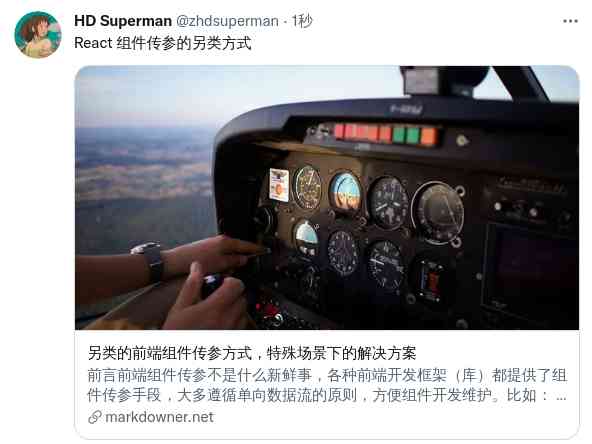 HD Superman @zhdsuperman · 1秒
React 组件传参的另类方式
另类的前端组件传参方式，特殊场景下的解决方案
前言前端组件传参不是什么新鲜事，各种前端开发框架（库）都提供了组
件传参手段，大多遵循单向数据流的原则，方便组件开发维护。比如： ...
markdowner.net